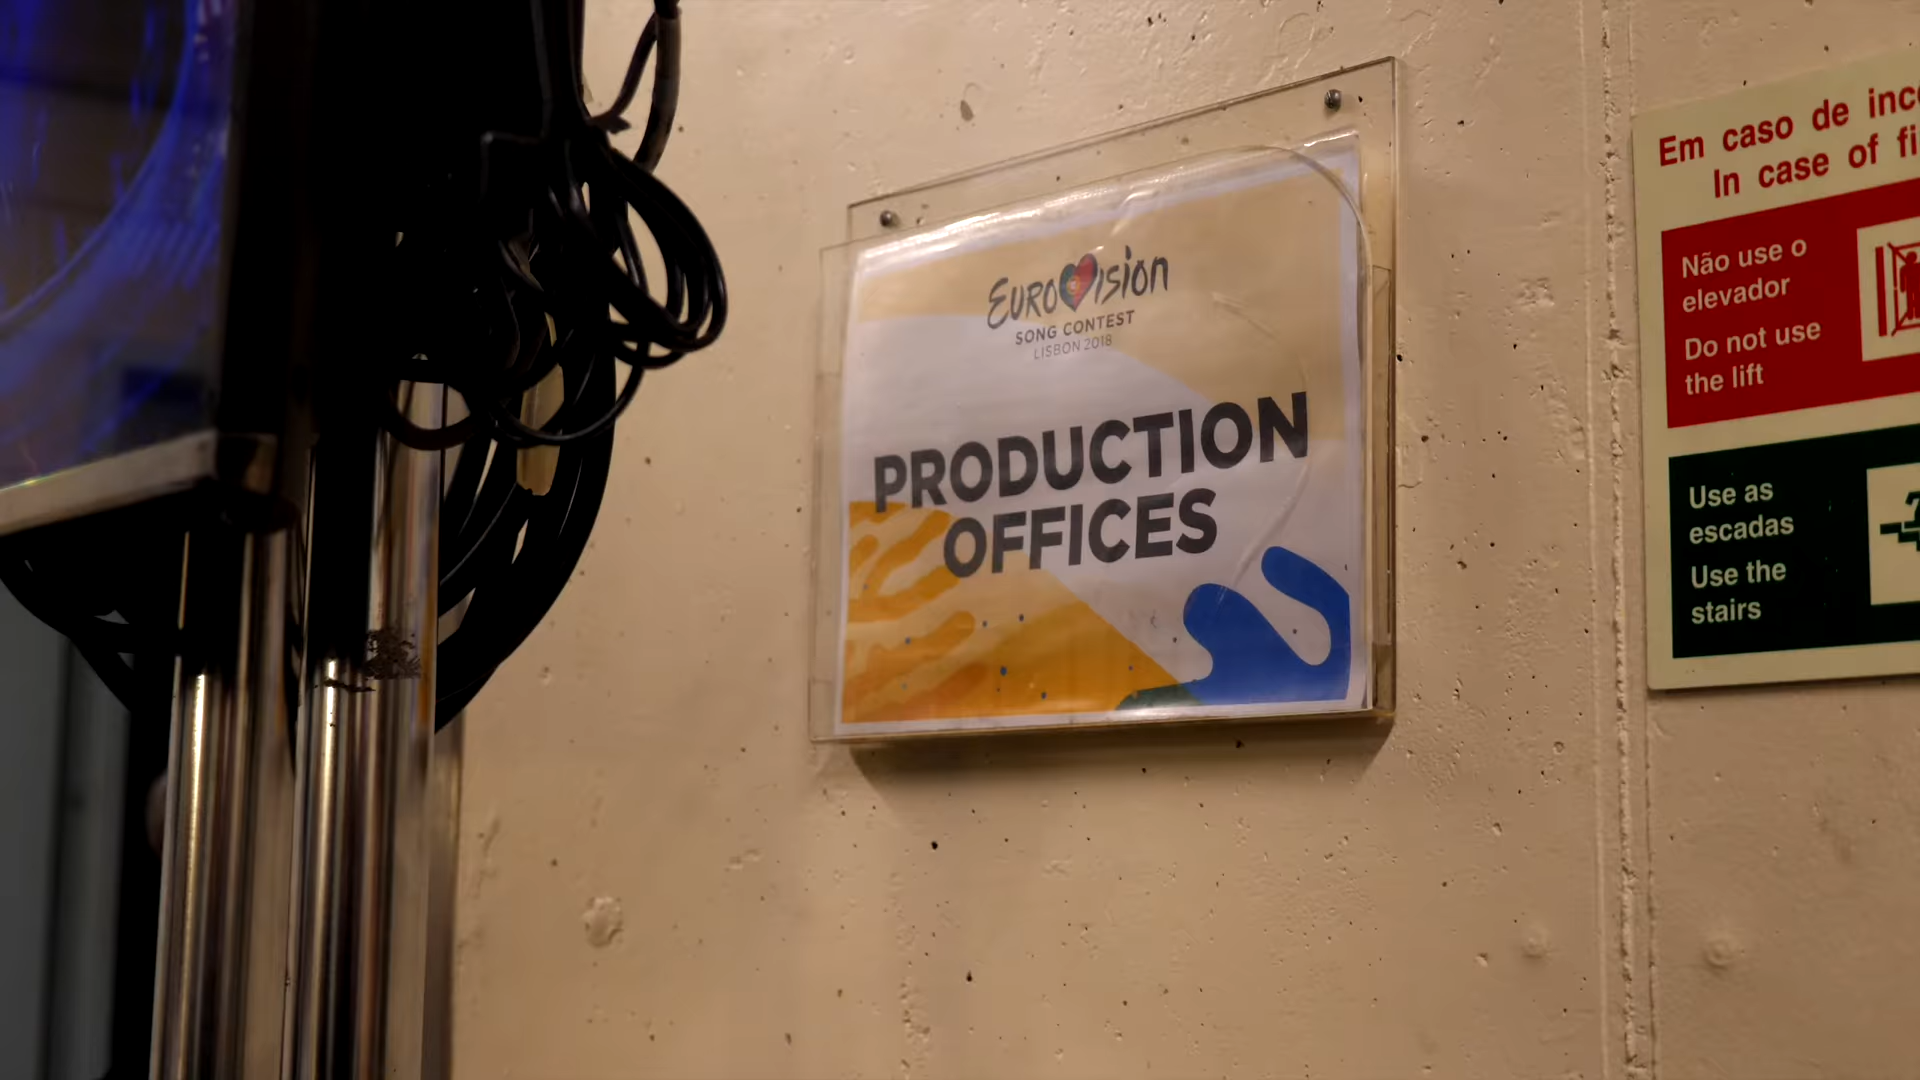 EUROVISION
SONG CONTEST
LISBON 2018
PRODUCTION
OFFICES
Em caso de
In case of
Não use o
elevador
Do not use
the lift
Use as
escadas
Use the
stairs